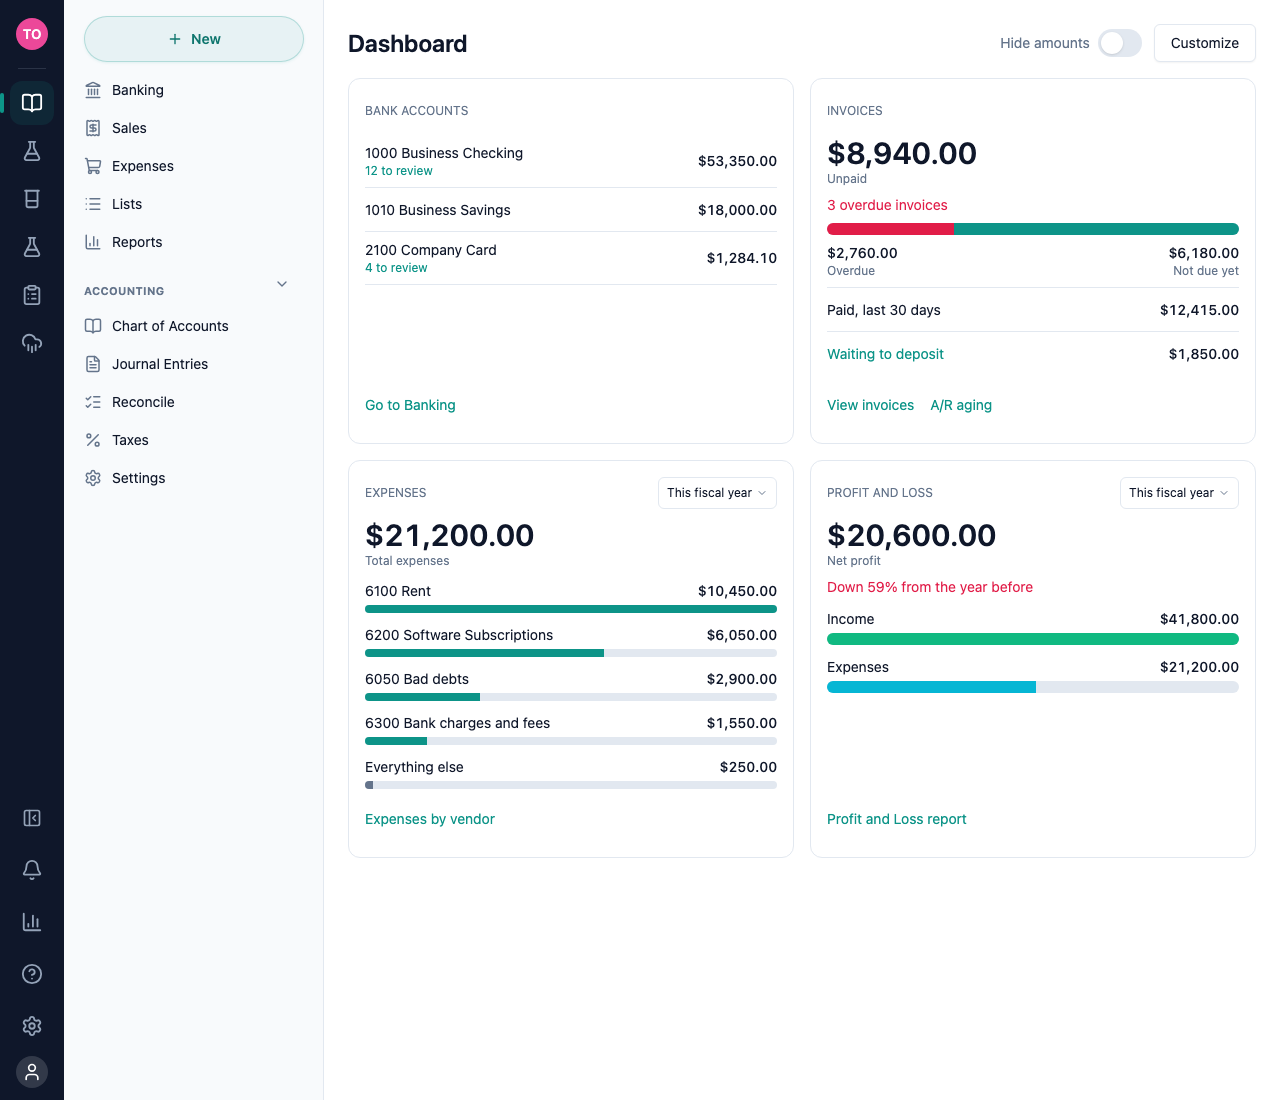 TO
New
Banking
Sales
Expenses
Lists
Reports
ACCOUNTING
Chart of Accounts
Journal Entries
Reconcile
Taxes
Settings
Dashboard
Hide amounts
Customize
BANK ACCOUNTS
1000 Business Checking
12 to review
$53,350.00
1010 Business Savings
$18,000.00
2100 Company Card
4 to review
$1,284.10
Go to Banking
INVOICES
$8,940.00
Unpaid
3 overdue invoices
$2,760.00
Overdue
$6,180.00
Not due yet
Paid, last 30 days
$12,415.00
Waiting to deposit
$1,850.00
View invoices
A/R aging
EXPENSES
This fiscal year
$21,200.00
Total expenses
6100 Rent
$10,450.00
6200 Software Subscriptions
$6,050.00
6050 Bad debts
$2,900.00
6300 Bank charges and fees
$1,550.00
Everything else
$250.00
Expenses by vendor
PROFIT AND LOSS
This fiscal year
$20,600.00
Net profit
Down 59% from the year before
Income
$41,800.00
Expenses
$21,200.00
Profit and Loss report